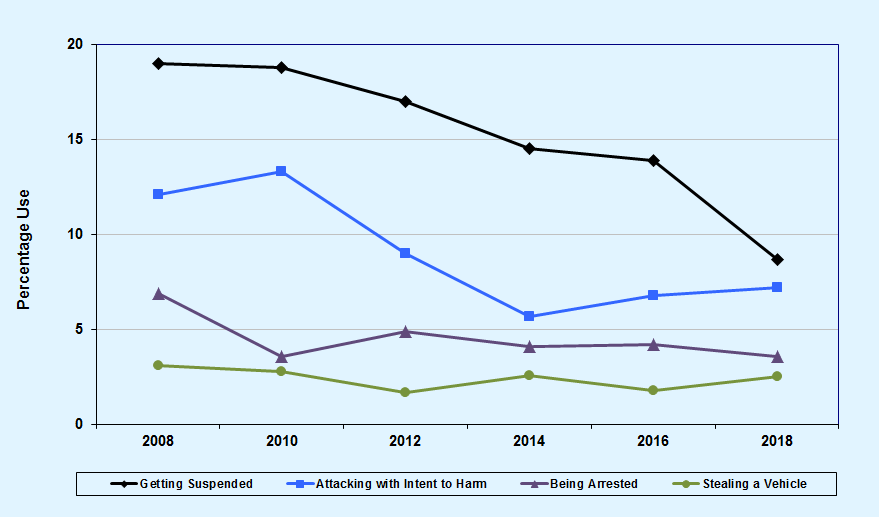 20
15
10
5
0
Percentage Use
2008 2010 2012 2014 2016 2018
Getting Suspended Attacking with Intent to Harm Being Arrested Stealing a Vehicle